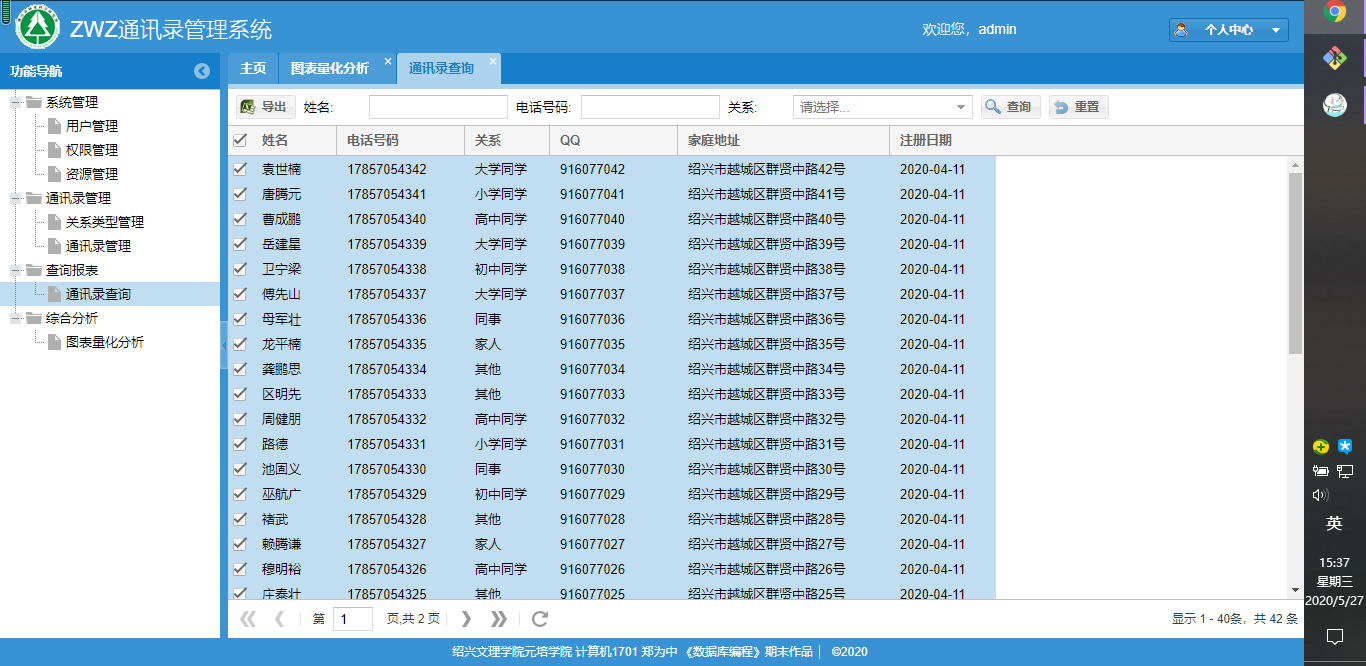 ZWZ通讯录管理系统
欢迎您，admin
个人中心
功能导航
主页 图表量化分析 通讯录查询
系统管理
用户管理
权限管理
资源管理
通讯录管理
关系类型管理
通讯录管理
查询报表
通讯录查询
综合分析
图表量化分析
导出 姓名: 电话号码: 关系: 请选择... 查询 重置
姓名 电话号码 关系 QQ 家庭地址 注册日期
袁世楠 17857054342 大学同学 916077042 绍兴市越城区群贤中路42号 2020-04-11
唐腾元 17857054341 小学同学 916077041 绍兴市越城区群贤中路41号 2020-04-11
曹成鹏 17857054340 高中同学 916077040 绍兴市越城区群贤中路40号 2020-04-11
岳建星 17857054339 大学同学 916077039 绍兴市越城区群贤中路39号 2020-04-11
卫宁梁 17857054338 初中同学 916077038 绍兴市越城区群贤中路38号 2020-04-11
傅先山 17857054337 大学同学 916077037 绍兴市越城区群贤中路37号 2020-04-11
母军壮 17857054336 同事 916077036 绍兴市越城区群贤中路36号 2020-04-11
龙平楠 17857054335 家人 916077035 绍兴市越城区群贤中路35号 2020-04-11
龚鹏思 17857054334 其他 916077034 绍兴市越城区群贤中路34号 2020-04-11
区明先 17857054333 其他 916077033 绍兴市越城区群贤中路33号 2020-04-11
周健朋 17857054332 高中同学 916077032 绍兴市越城区群贤中路32号 2020-04-11
路德 17857054331 小学同学 916077031 绍兴市越城区群贤中路31号 2020-04-11
池固义 17857054330 同事 916077030 绍兴市越城区群贤中路30号 2020-04-11
巫航广 17857054329 初中同学 916077029 绍兴市越城区群贤中路29号 2020-04-11
褚武 17857054328 其他 916077028 绍兴市越城区群贤中路28号 2020-04-11
赖腾谦 17857054327 家人 916077027 绍兴市越城区群贤中路27号 2020-04-11
穆明裕 17857054326 高中同学 916077026 绍兴市越城区群贤中路26号 2020-04-11
庄泰壮 17857054325 其他 916077025 绍兴市越城区群贤中路25号 2020-04-11
第 1 页,共 2 页
显示 1 - 40条，共 42 条
绍兴文理学院元培学院 计算机1701 郑为中 《数据库编程》期末作品 | ©2020
英
15:37
星期三
2020/5/27